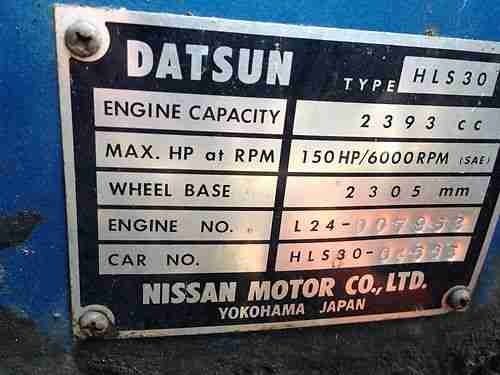 DATSUN TYPE HLS30
ENGINE CAPACITY 2393 cc
MAX. HP at RPM 150HP/6000RPM (SAE)
WHEEL BASE 2305 mm
ENGINE NO. L24-007952
CAR NO.
NISSAN MOTOR CO., LTD.
YOKOHAMA JAPAN